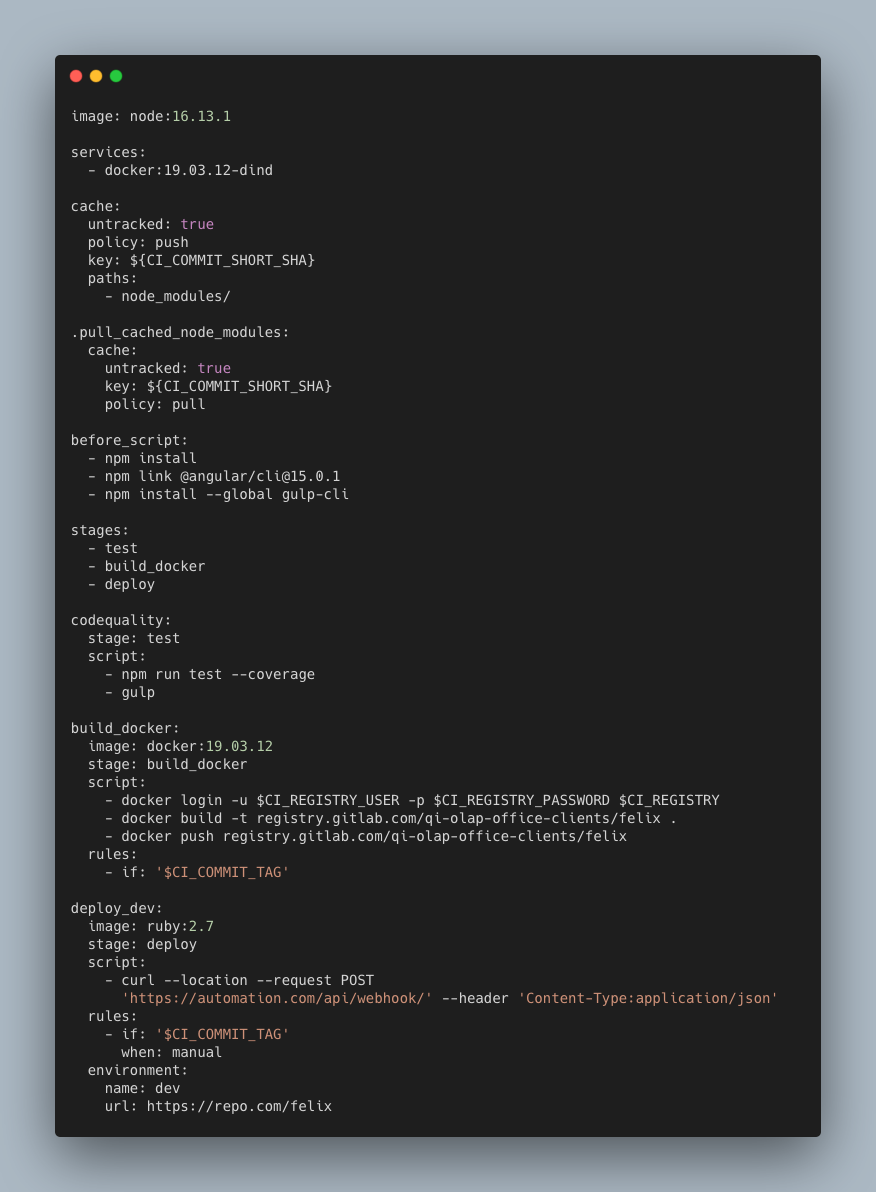 image: node:16.13.1

services:
  - docker:19.03.12-dind

cache:
  untracked: true
  policy: push
  key: ${CI_COMMIT_SHORT_SHA}
  paths:
    - node_modules/

.pull_cached_node_modules:
  cache:
    untracked: true
    key: ${CI_COMMIT_SHORT_SHA}
    policy: pull

before_script:
  - npm install
  - npm link @angular/cli@15.0.1
  - npm install --global gulp-cli

stages:
  - test
  - build_docker
  - deploy

codequality:
  stage: test
  script:
    - npm run test --coverage
    - gulp

build_docker:
  image: docker:19.03.12
  stage: build_docker
  script:
    - docker login -u $CI_REGISTRY_USER -p $CI_REGISTRY_PASSWORD $CI_REGISTRY
    - docker build -t registry.gitlab.com/qi-olap-office-clients/felix .
    - docker push registry.gitlab.com/qi-olap-office-clients/felix
  rules:
    - if: '$CI_COMMIT_TAG'

deploy_dev:
  image: ruby:2.7
  stage: deploy
  script:
    - curl --location --request POST
      'https://automation.com/api/webhook/' --header 'Content-Type:application/json'
  rules:
    - if: '$CI_COMMIT_TAG'
      when: manual
  environment:
    name: dev
    url: https://repo.com/felix